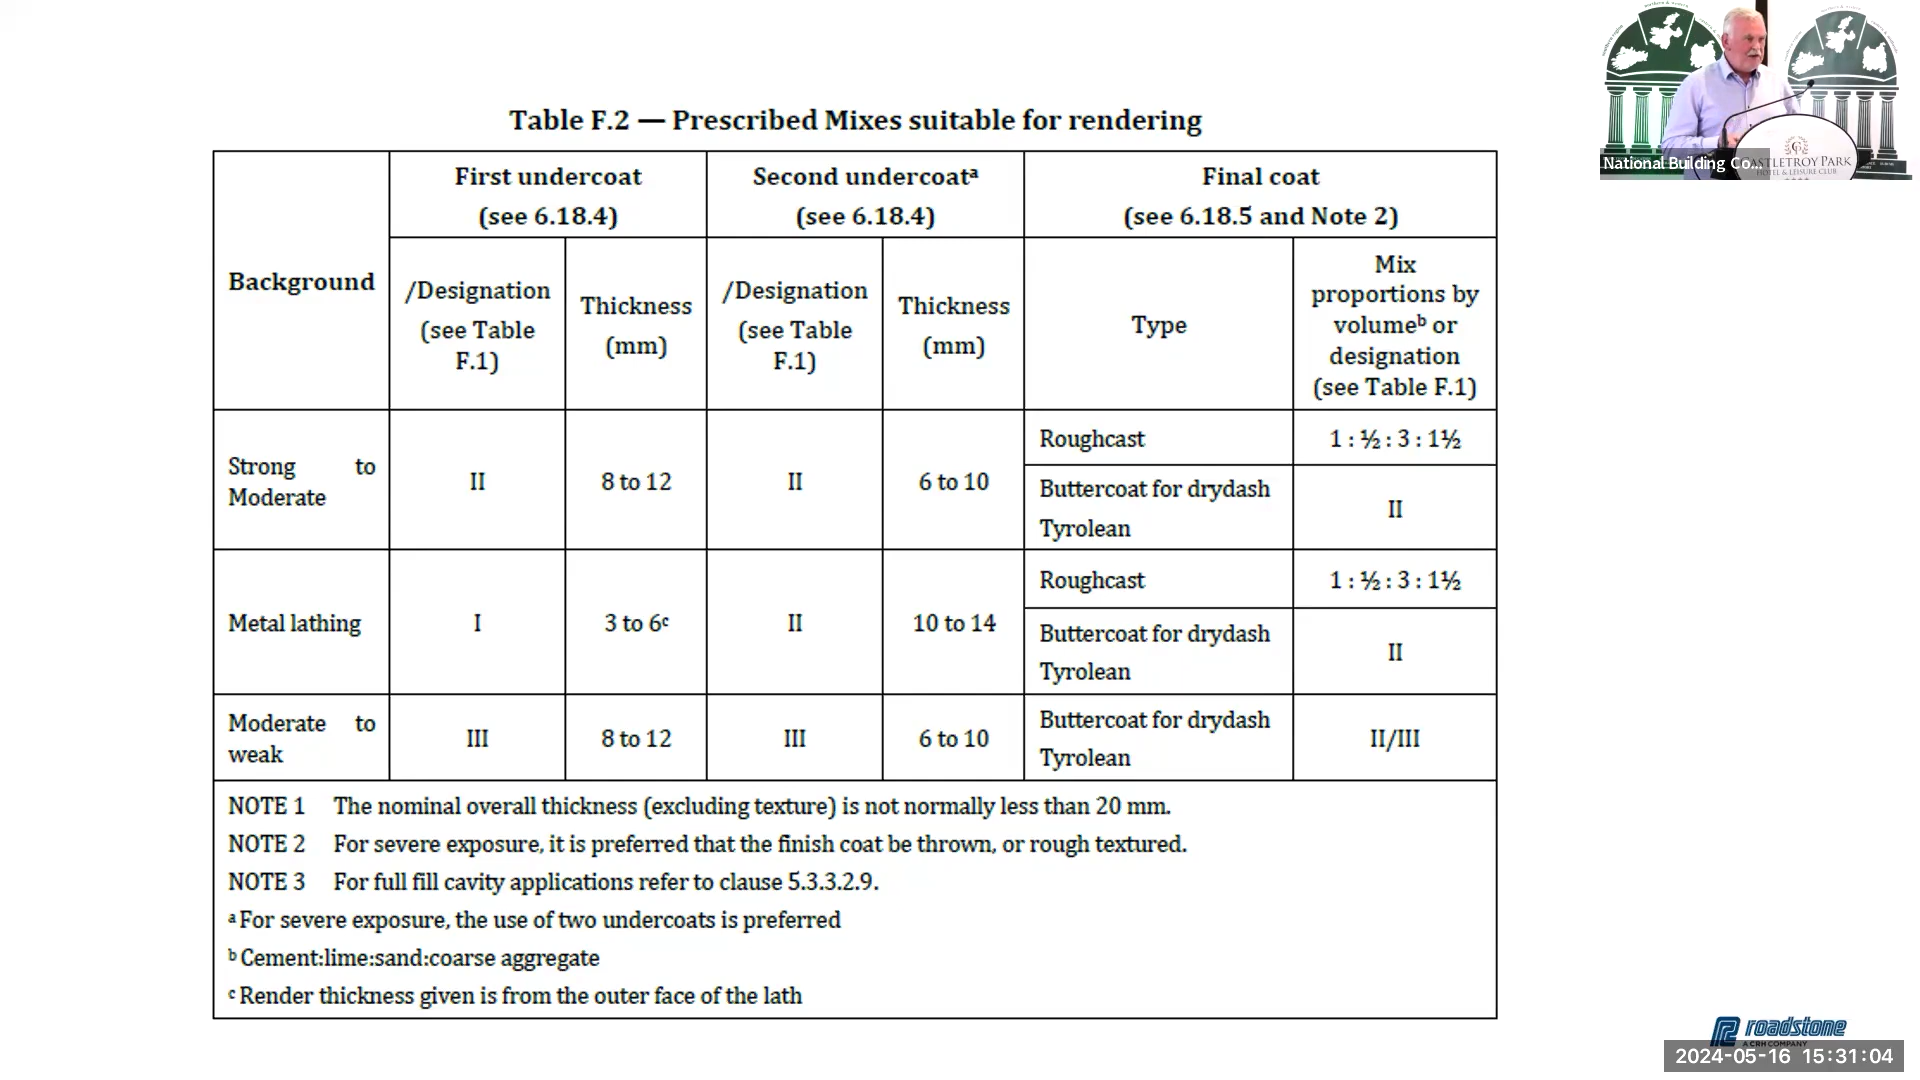 Table F.2 — Prescribed Mixes suitable for rendering
Background
First undercoat
(see 6.18.4)
Second undercoatᵃ
(see 6.18.4)
Final coat
(see 6.18.5 and Note 2)
/Designation
(see Table
F.1)
Thickness
(mm)
/Designation
(see Table
F.1)
Thickness
(mm)
Type
Mix
proportions by
volumeᵇ or
designation
(see Table F.1)
Strong to
Moderate
II
8 to 12
II
6 to 10
Roughcast
1 : ½ : 3 : 1½
Buttercoat for drydash
Tyrolean
II
Metal lathing
I
3 to 6ᶜ
II
10 to 14
Roughcast
1 : ½ : 3 : 1½
Buttercoat for drydash
Tyrolean
II
Moderate to
weak
III
8 to 12
III
6 to 10
Buttercoat for drydash
Tyrolean
II/III
NOTE 1 The nominal overall thickness (excluding texture) is not normally less than 20 mm.
NOTE 2 For severe exposure, it is preferred that the finish coat be thrown, or rough textured.
NOTE 3 For full fill cavity applications refer to clause 5.3.3.2.9.
ᵃ For severe exposure, the use of two undercoats is preferred
ᵇ Cement:lime:sand:coarse aggregate
ᶜ Render thickness given is from the outer face of the lath
National Building Co...
CASTLETROY PARK
HOTEL & LEISURE CLUB
roadstone
A CRH COMPANY
2024-05-16 15:31:04